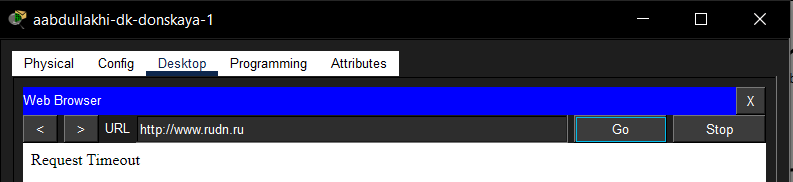 aabdullakhi-dk-donskaya-1
Physical Config Desktop Programming Attributes
Web Browser X
< > URL http://www.rudn.ru Go Stop
Request Timeout